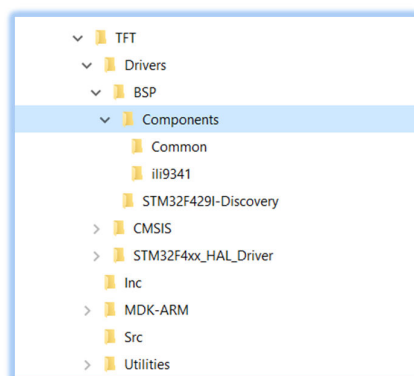 TFT
Drivers
BSP
Components
Common
ili9341
STM32F429I-Discovery
CMSIS
STM32F4xx_HAL_Driver
Inc
MDK-ARM
Src
Utilities